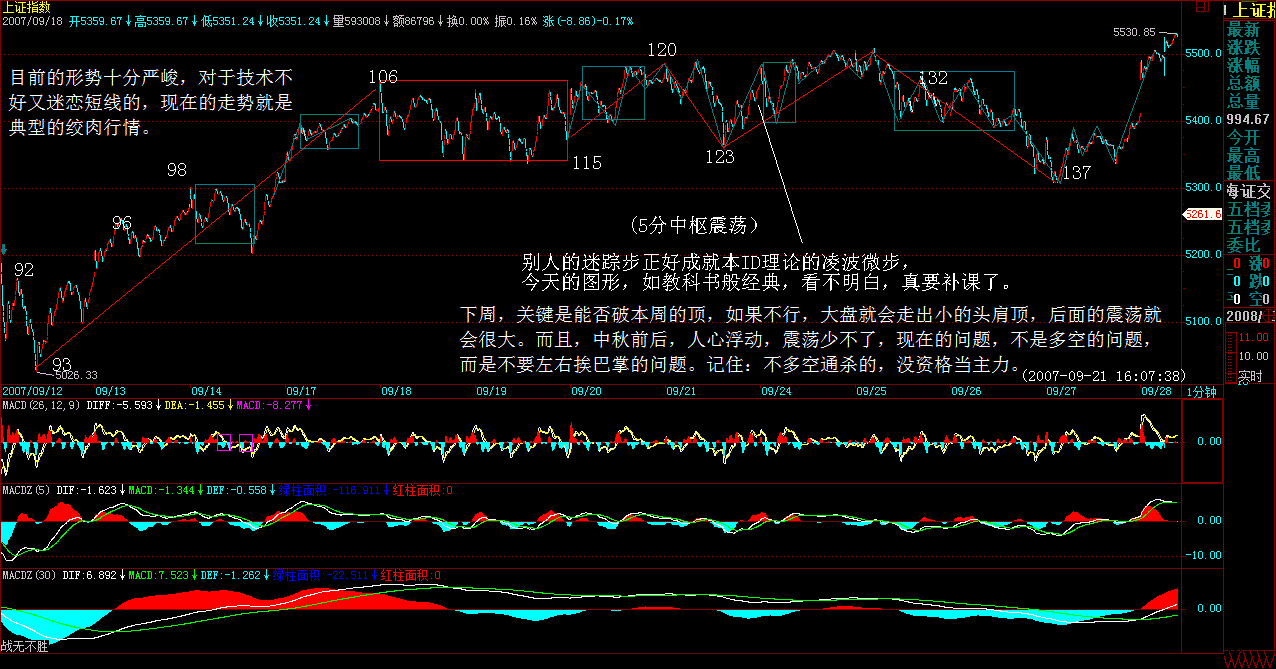 上证指数
2007/09/18 开5359.67↓高5359.67↓低5351.24↓收5351.24↓量593008↓额86796↓换0.00% 振0.16% 涨(-8.86)-0.17%
目前的形势十分严峻，对于技术不
好又迷恋短线的，现在的走势就是
典型的绞肉行情。
5530.85
106
120
132
98
96
92
93
5026.33
115
123
137
(5分中枢震荡)
别人的迷踪步正好成就本ID理论的凌波微步，
今天的图形，如教科书般经典，看不明白，真要补课了。
下周，关键是能否破本周的顶，如果不行，大盘就会走出小的头肩顶，后面的震荡就
会很大。而且，中秋前后，人心浮动，震荡少不了，现在的问题，不是多空的问题，
而是不要左右挨巴掌的问题。记住：不多空通杀的，没资格当主力。
(2007-09-21 16:07:38)
5500.0
5400.0
5300.0
5261.6
5200.0
5100.0
2007/09/12 09/13 09/14 09/17 09/18 09/19 09/20 09/21 09/24 09/25 09/26 09/27 09/28 1分钟
MACD(26,12,9) DIFF:-5.593↓DEA:-1.455↓MACD:-8.277↓
0.00
MACDZ(5) DIF:-1.623↓MACD:-1.344↓DEF:-0.558↓绿柱面积:-116.911↓红柱面积:0
0.00
-10.00
MACDZ(30) DIF:6.892↓MACD:7.523↓DEF:-1.262↓绿柱面积:-22.511↓红柱面积:0
0.00
战无不胜
上证指
最新
涨跌
涨幅
总额
总量
994.67
今开
最高
最低
海证交
五档
五档
委比
0 涨0
0 跌0
0 空0
2008/
11.00
10.00
实时